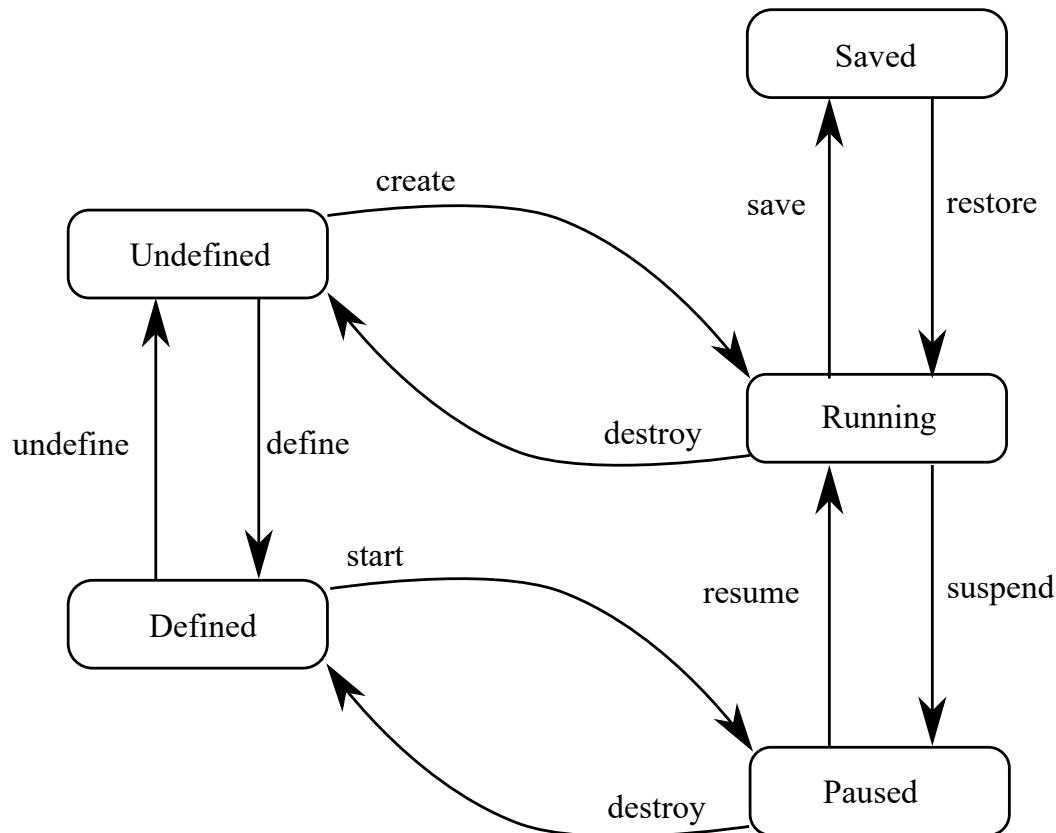 Saved
create
save
restore
Undefined
Running
undefine
define
destroy
start
resume
suspend
Defined
Paused
destroy